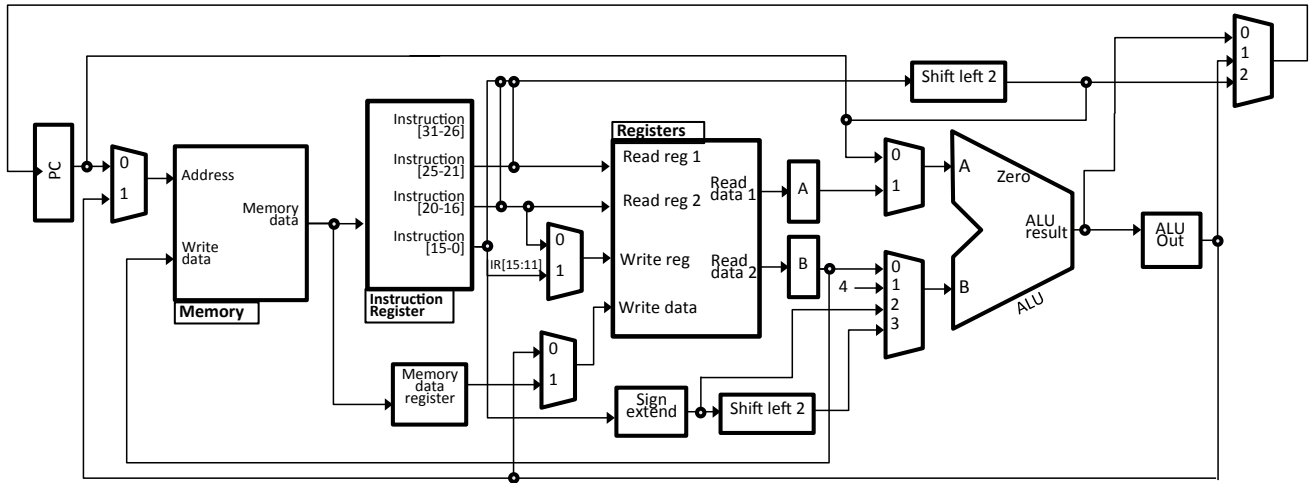 PC
0
1
Address
Memory
data
Write
data
Memory
Instruction
[31-26]
Instruction
[25-21]
Instruction
[20-16]
Instruction
[15-0]
Instruction
Register
Memory
data
register
IR[15:11]
0
1
0
1
Registers
Read reg 1
Read reg 2
Write reg
Write data
Read
data 1
Read
data 2
Sign
extend
Shift left 2
Shift left 2
A
B
4
0
1
0
1
2
3
A
B
Zero
ALU
result
ALU
ALU
Out
0
1
2